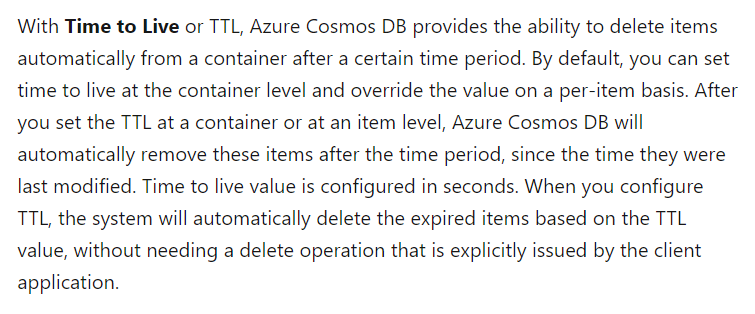 With Time to Live or TTL, Azure Cosmos DB provides the ability to delete items
automatically from a container after a certain time period. By default, you can set
time to live at the container level and override the value on a per-item basis. After
you set the TTL at a container or at an item level, Azure Cosmos DB will
automatically remove these items after the time period, since the time they were
last modified. Time to live value is configured in seconds. When you configure
TTL, the system will automatically delete the expired items based on the TTL
value, without needing a delete operation that is explicitly issued by the client
application.